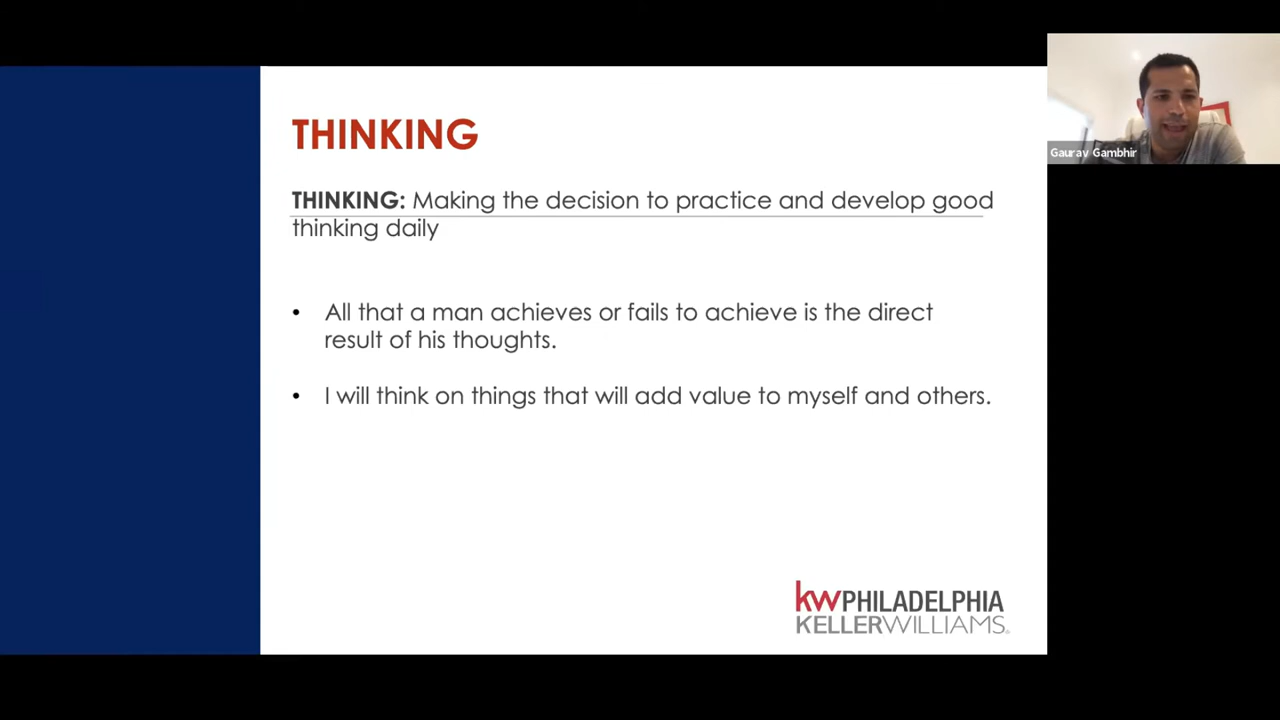 THINKING
THINKING: Making the decision to practice and develop good
thinking daily
• All that a man achieves or fails to achieve is the direct
result of his thoughts.
• I will think on things that will add value to myself and others.
kwPHILADELPHIA
KELLERWILLIAMS®
Gaurav Gambhir